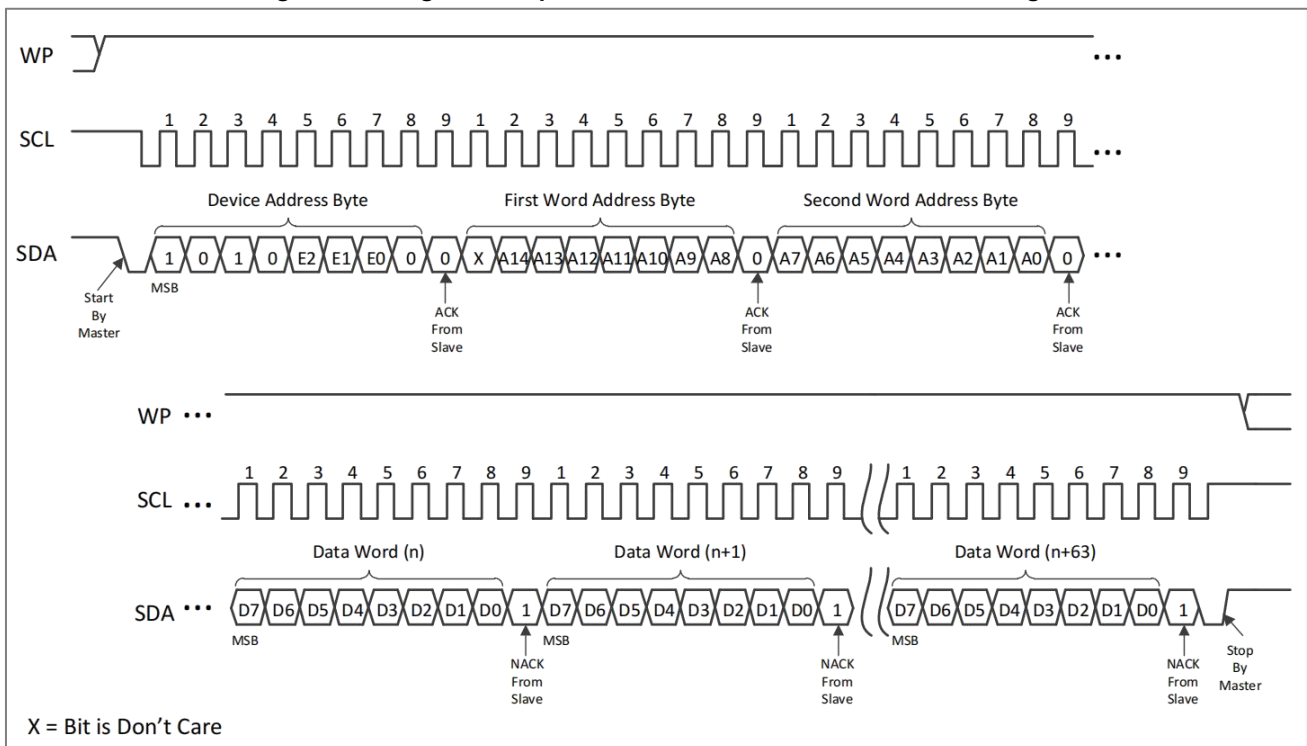 WP
...
1 2 3 4 5 6 7 8 9 1 2 3 4 5 6 7 8 9 1 2 3 4 5 6 7 8 9
SCL
...
Device Address Byte First Word Address Byte Second Word Address Byte
SDA 1 0 1 0 E2 E1 E0 0 0 X A14 A13 A12 A11 A10 A9 A8 0 A7 A6 A5 A4 A3 A2 A1 A0 0 ...
MSB
Start
By
Master
ACK
From
Slave
ACK
From
Slave
ACK
From
Slave
WP ...
1 2 3 4 5 6 7 8 9 1 2 3 4 5 6 7 8 9 1 2 3 4 5 6 7 8 9
SCL ...
Data Word (n) Data Word (n+1) Data Word (n+63)
SDA ... D7 D6 D5 D4 D3 D2 D1 D0 1 D7 D6 D5 D4 D3 D2 D1 D0 1 D7 D6 D5 D4 D3 D2 D1 D0 1
MSB MSB MSB
NACK
From
Slave
NACK
From
Slave
NACK
From
Slave
Stop
By
Master
X = Bit is Don't Care